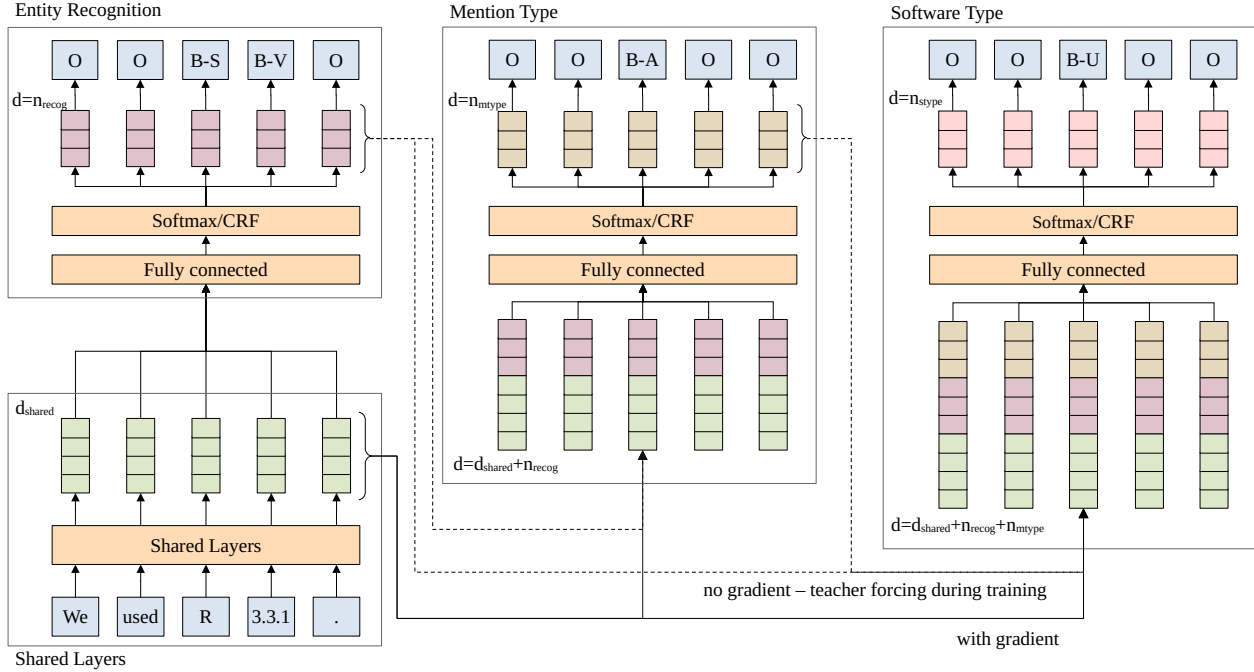 Entity Recognition
O O B-S B-V O
d=nrecog
Softmax/CRF
Fully connected
dshared
Shared Layers
We used R 3.3.1 .
Shared Layers
Mention Type
O O B-A O O
d=nmtype
Softmax/CRF
Fully connected
d=dshared+nrecog
Software Type
O O B-U O O
d=nstype
Softmax/CRF
Fully connected
d=dshared+nrecog+nmtype
no gradient – teacher forcing during training
with gradient